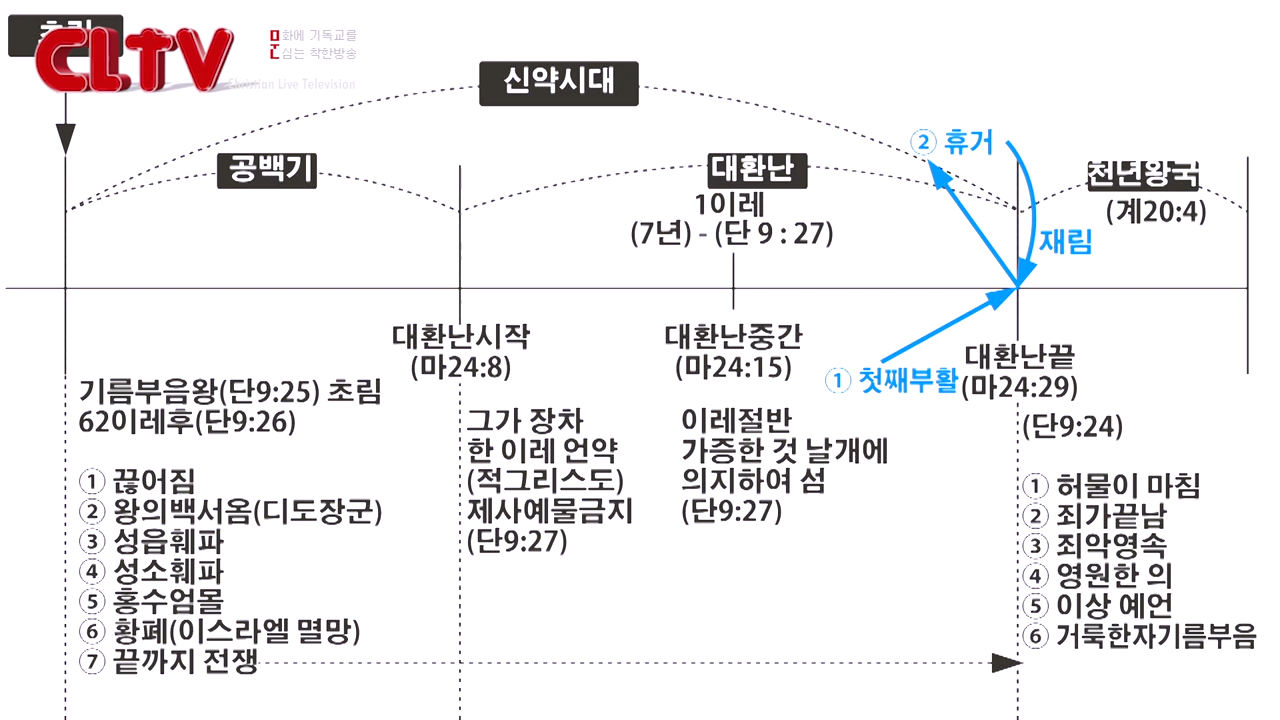 초림
CLTV
문화에 기독교를
심는 착한방송
Christian Live Television
신약시대
② 휴거
공백기
대환난
천년왕국
1이레
(계20:4)
(7년) - (단 9 : 27)
재림
대환난시작
(마24:8)
대환난중간
(마24:15)
대환난끝
(마24:29)
① 첫째부활
기름부음왕(단9:25) 초림
62이레후(단9:26)
그가 장차
한 이레 언약
(적그리스도)
제사예물금지
(단9:27)
이레절반
가증한 것 날개에
의지하여 섬
(단9:27)
(단9:24)
① 끊어짐
② 왕의백서옴(디도장군)
③ 성읍훼파
④ 성소훼파
⑤ 홍수엄몰
⑥ 황폐(이스라엘 멸망)
⑦ 끝까지 전쟁
① 허물이 마침
② 죄가끝남
③ 죄악영속
④ 영원한 의
⑤ 이상 예언
⑥ 거룩한자기름부음